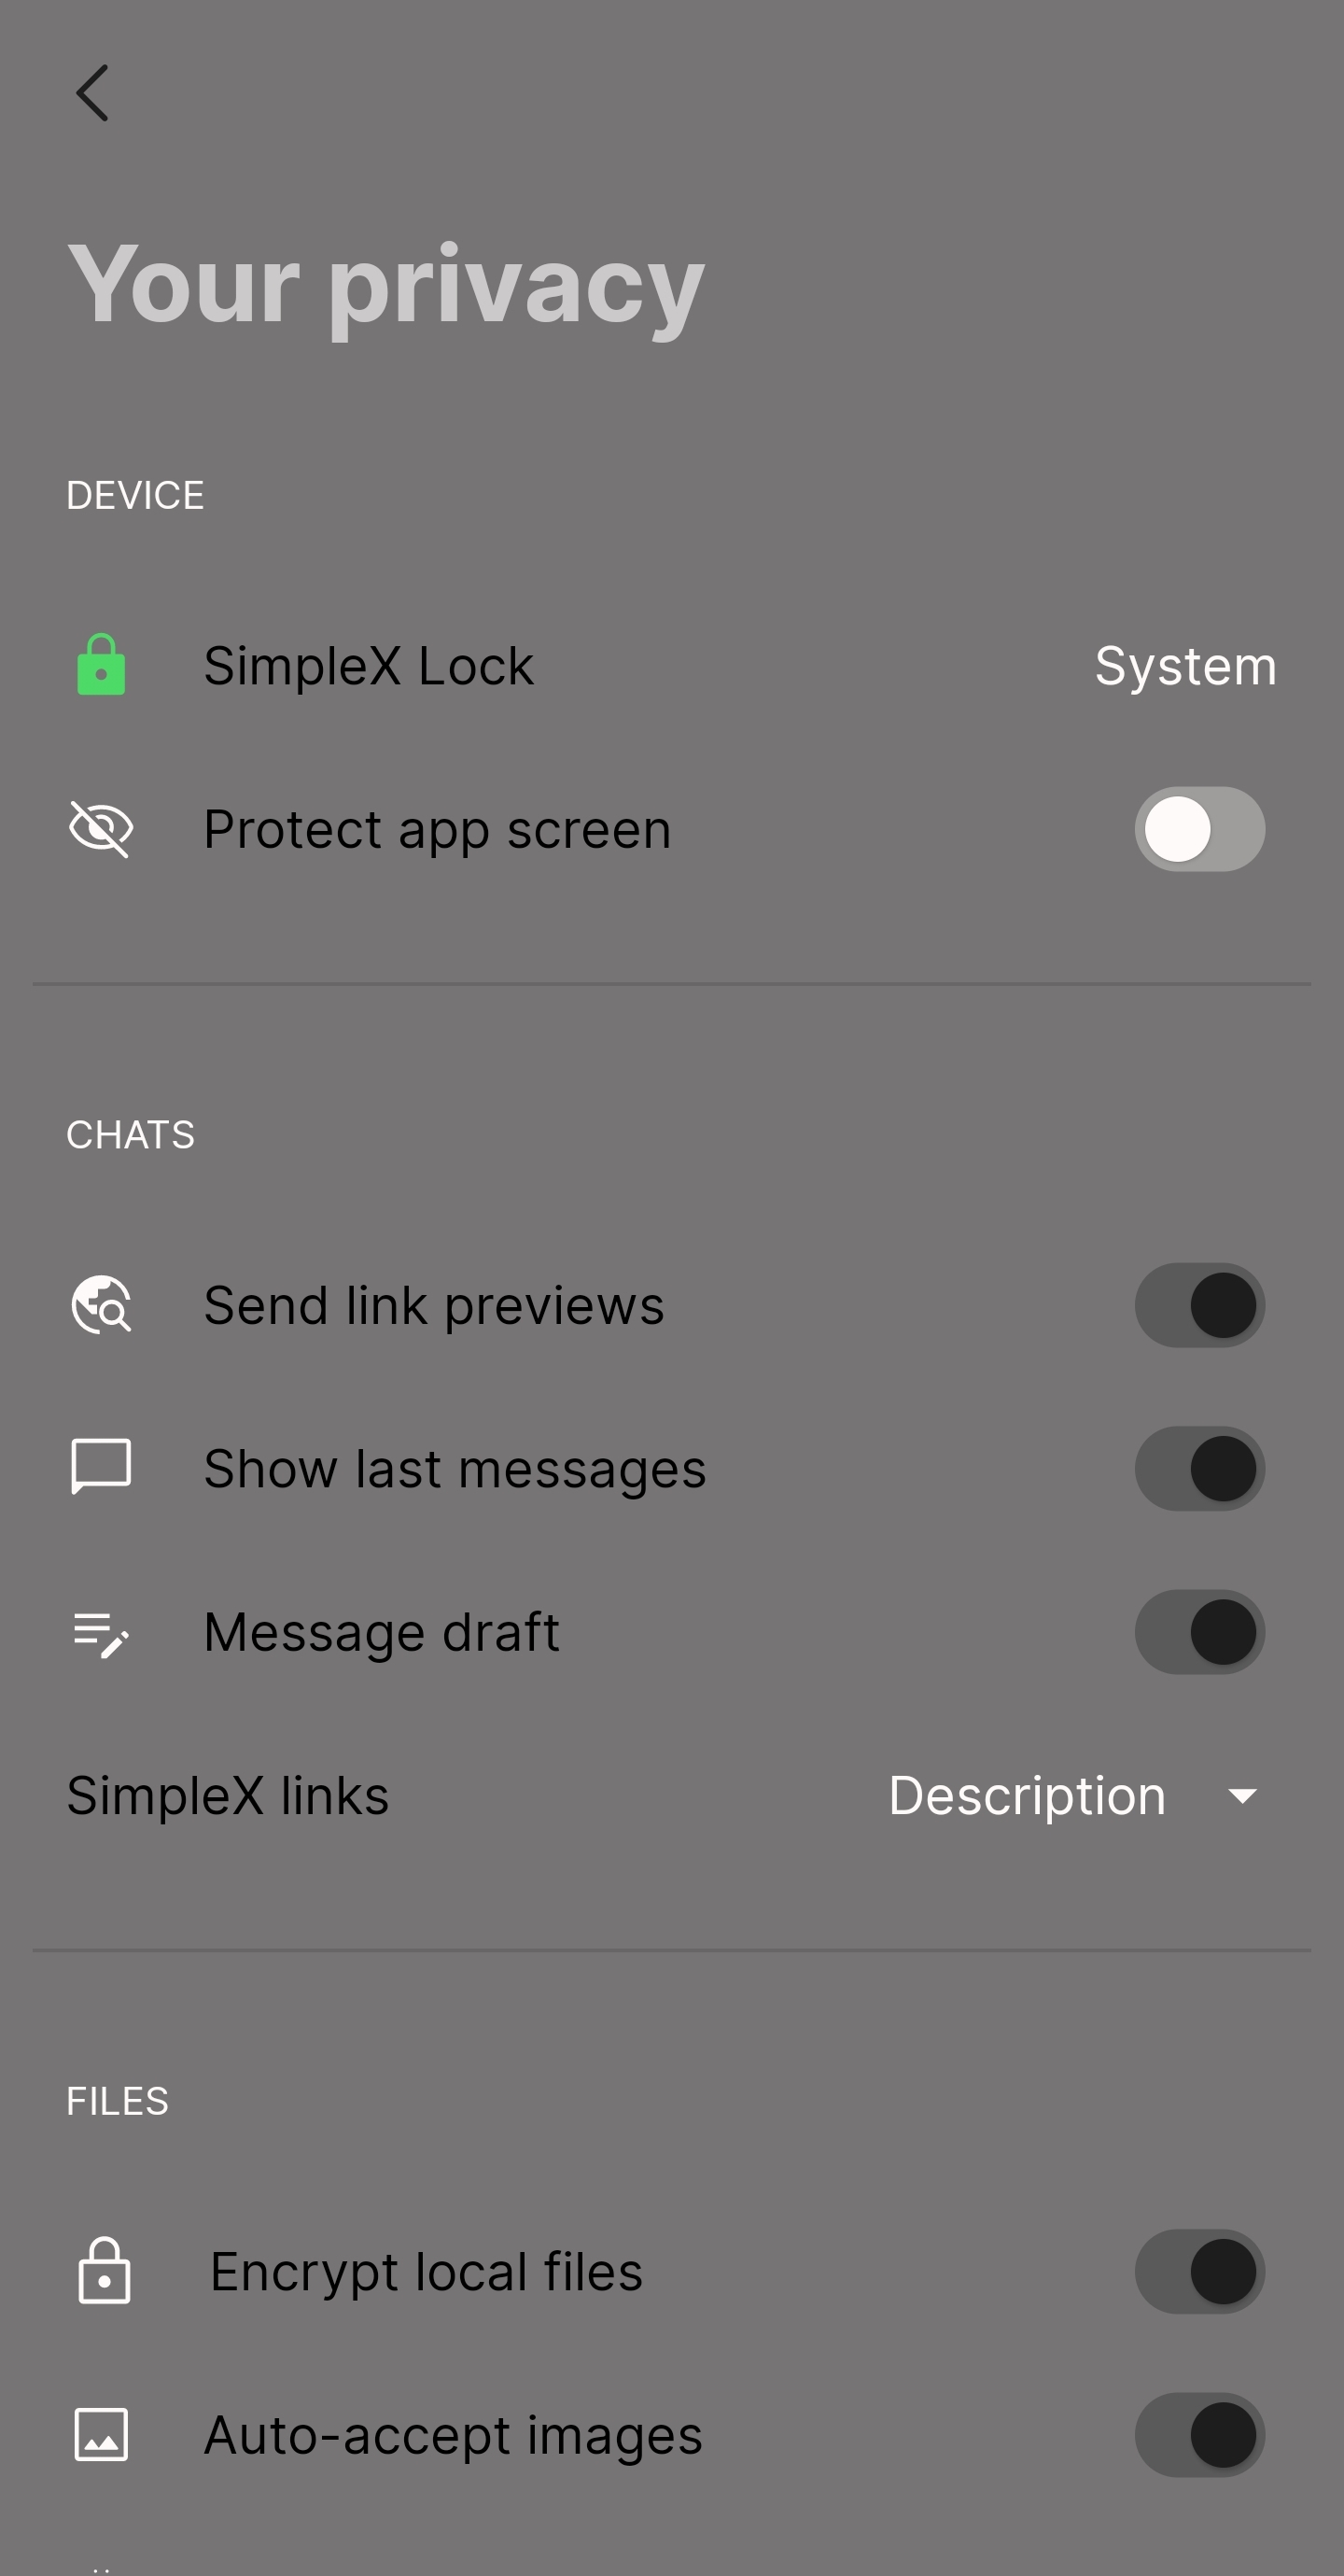 Your privacy
DEVICE
SimpleX Lock System
Protect app screen
CHATS
Send link previews
Show last messages
Message draft
SimpleX links Description
FILES
Encrypt local files
Auto-accept images